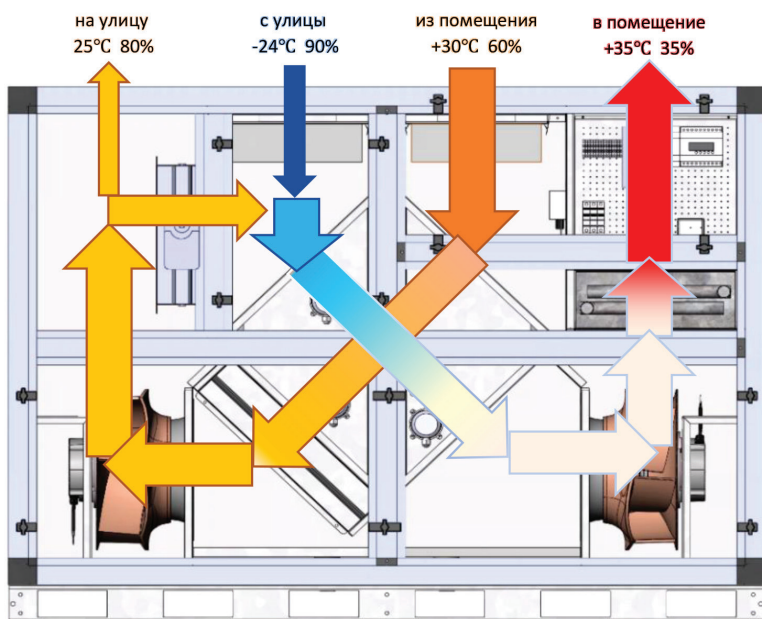 на улицу
25℃ 80%
с улицы
-24℃ 90%
из помещения
+30℃ 60%
в помещение
+35℃ 35%